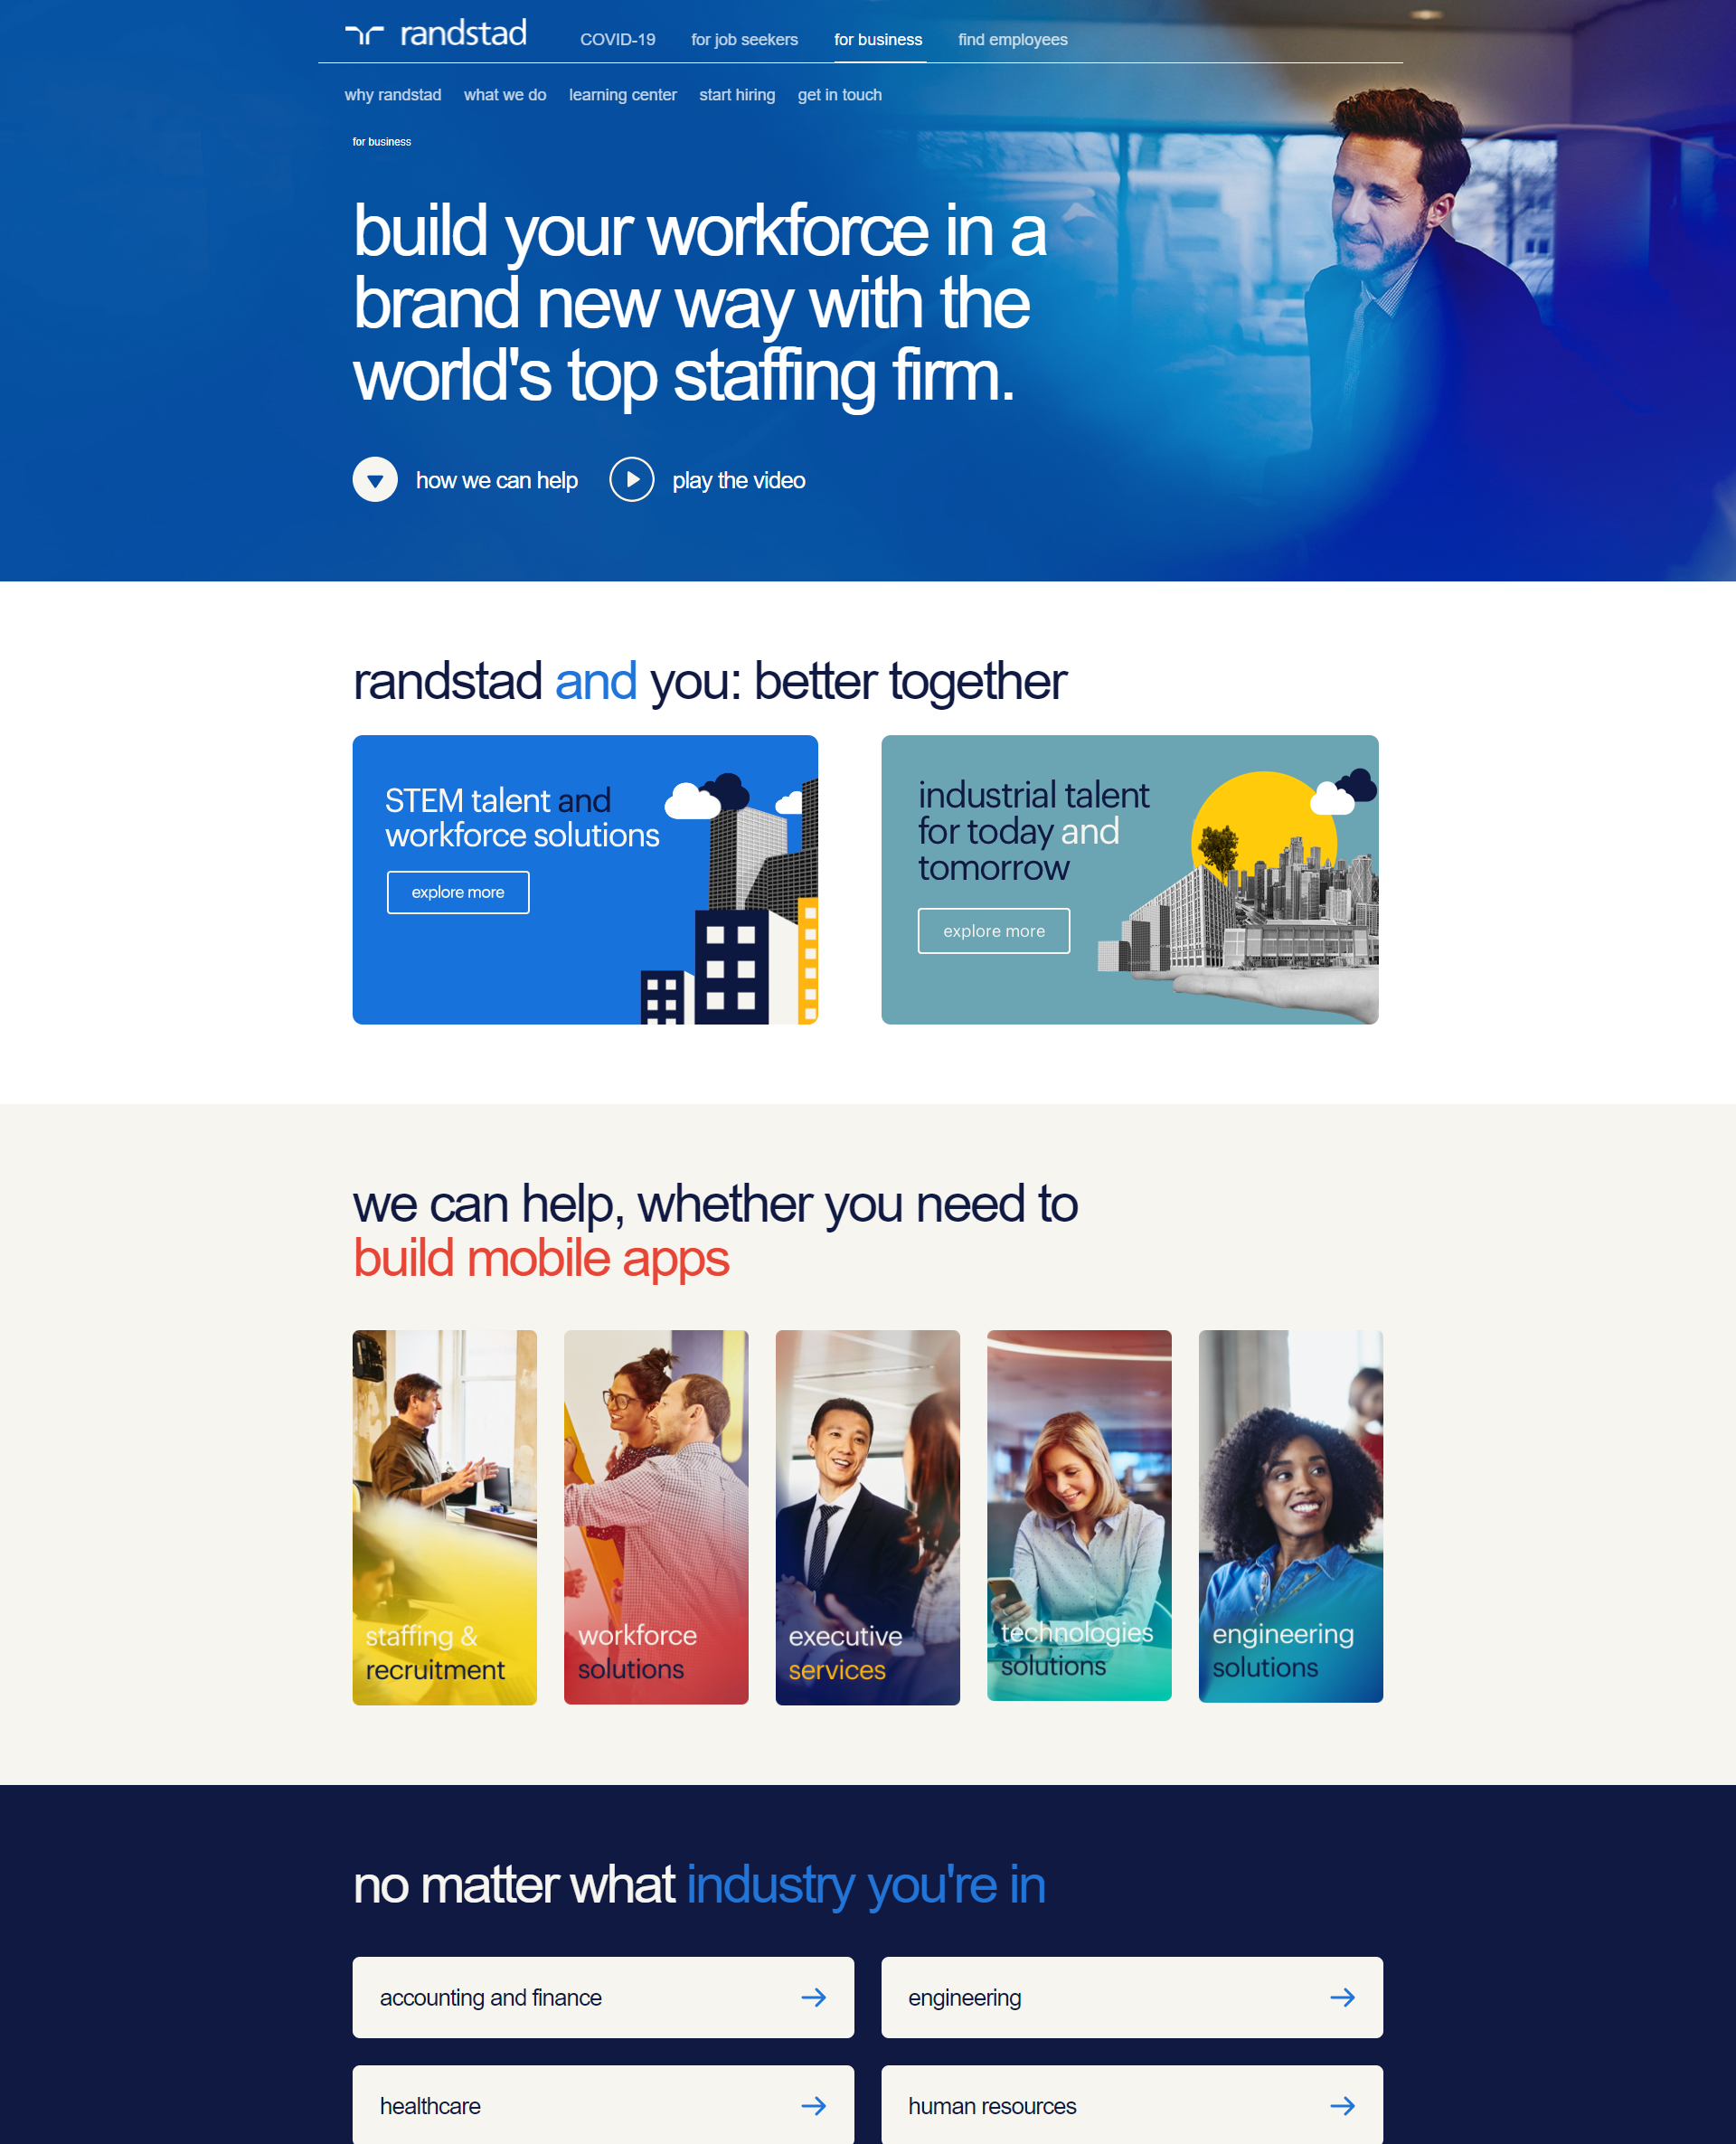 randstad
COVID-19 for job seekers for business find employees
why randstad what we do learning center start hiring get in touch
for business
build your workforce in a
brand new way with the
world's top staffing firm.
how we can help play the video
randstad and you: better together
STEM talent and
workforce solutions
explore more
industrial talent
for today and
tomorrow
explore more
we can help, whether you need to
build mobile apps
staffing &
recruitment
workforce
solutions
executive
services
technologies
solutions
engineering
solutions
no matter what industry you're in
accounting and finance
engineering
healthcare
human resources